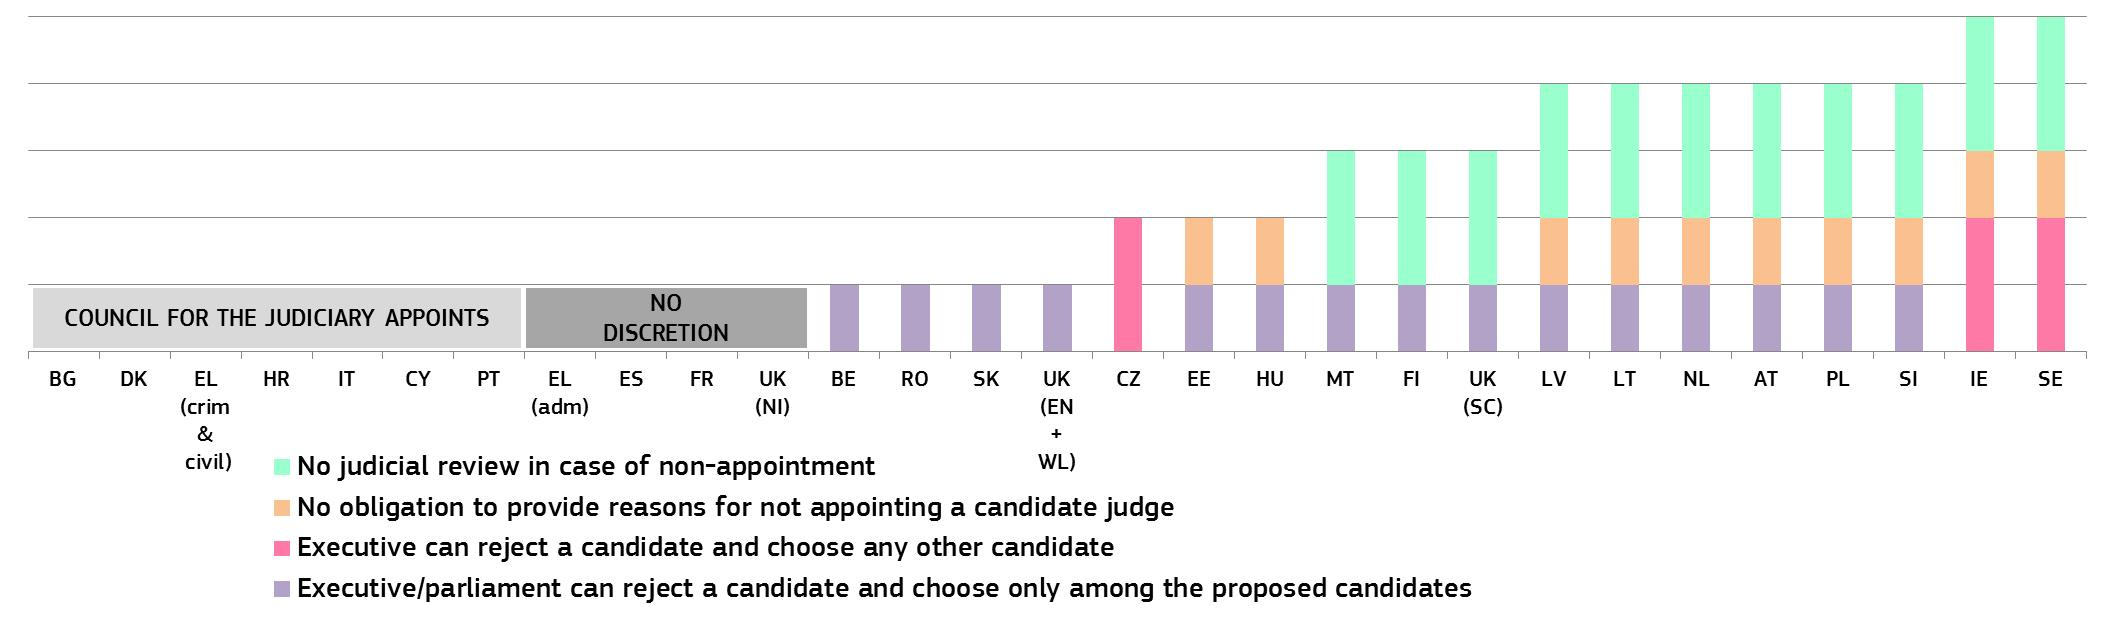 COUNCIL FOR THE JUDICIARY APPOINTS
NO
DISCRETION
BG
DK
EL
(crim
&
civil)
HR
IT
CY
PT
EL
(adm)
ES
FR
UK
(NI)
BE
RO
SK
UK
(EN
+
WL)
CZ
EE
HU
MT
FI
UK
(SC)
LV
LT
NL
AT
PL
SI
IE
SE
No judicial review in case of non-appointment
No obligation to provide reasons for not appointing a candidate judge
Executive can reject a candidate and choose any other candidate
Executive/parliament can reject a candidate and choose only among the proposed candidates